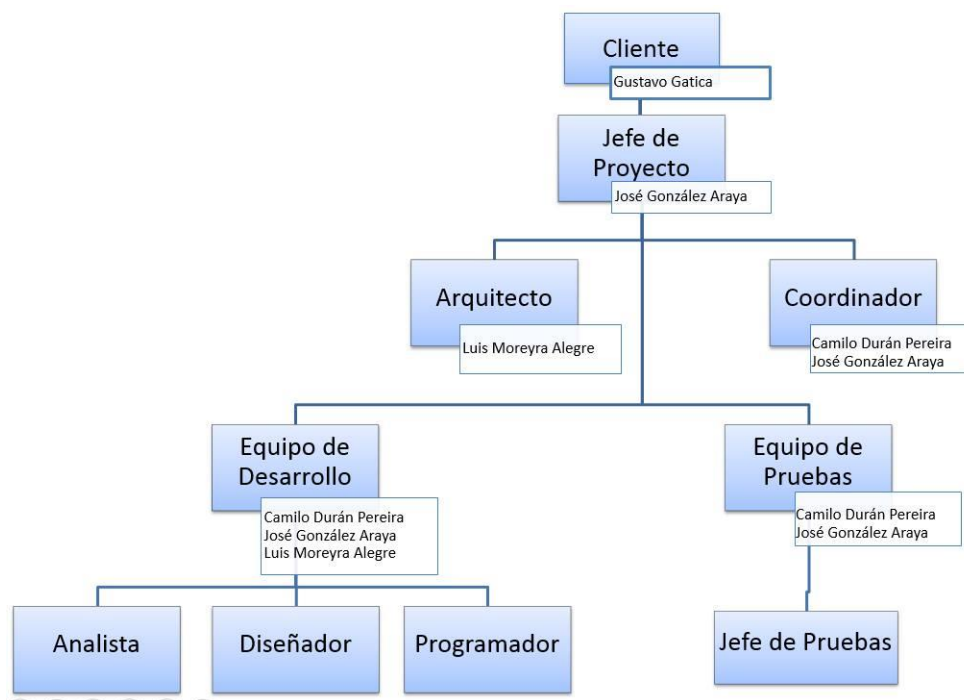 Cliente
Gustavo Gatica
Jefe de
Proyecto
José González Araya
Arquitecto
Luis Moreyra Alegre
Coordinador
Camilo Durán Pereira
José González Araya
Equipo de
Desarrollo
Camilo Durán Pereira
José González Araya
Luis Moreyra Alegre
Equipo de
Pruebas
Camilo Durán Pereira
José González Araya
Analista
Diseñador
Programador
Jefe de Pruebas